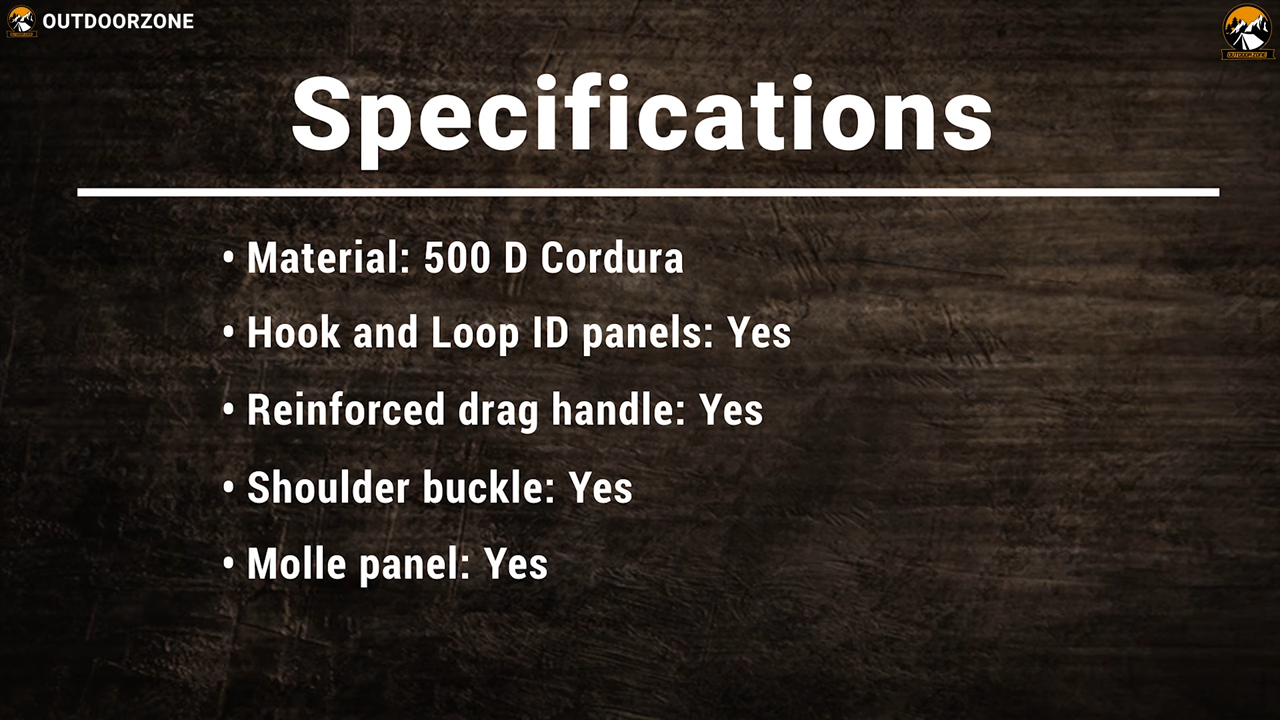 OUTDOORZONE
OUTDOORZONE
Specifications
• Material: 500 D Cordura
• Hook and Loop ID panels: Yes
• Reinforced drag handle: Yes
• Shoulder buckle: Yes
• Molle panel: Yes